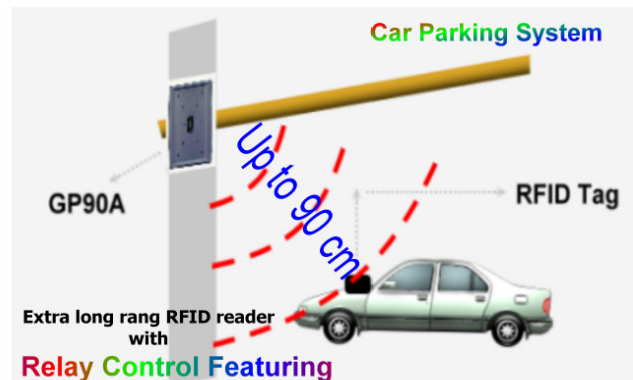 Car Parking System
Up to 90 cm
GP90A
RFID Tag
Extra long rang RFID reader
with
Relay Control Featuring